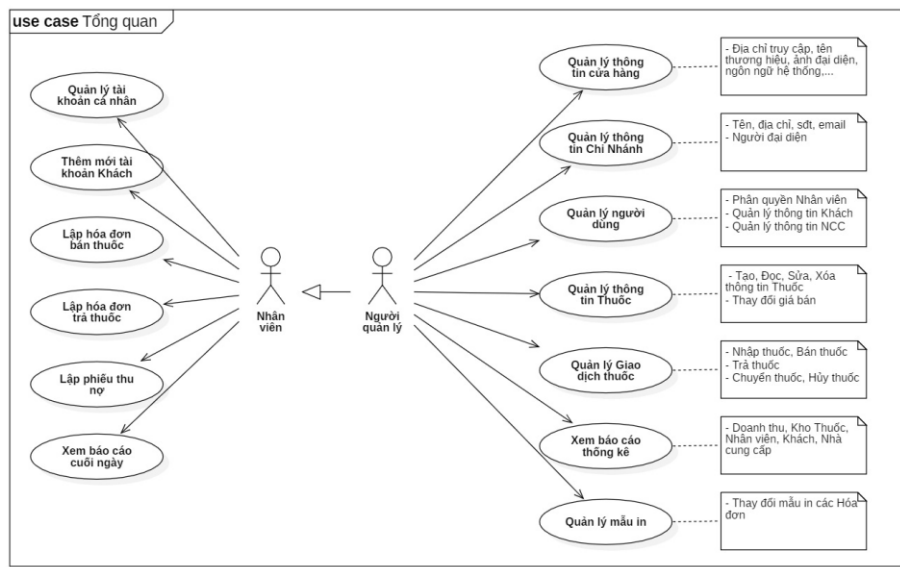 use case Tổng quan
Quản lý tài
khoản cá nhân
Thêm mới tài
khoản Khách
Lập hóa đơn
bán thuốc
Lập hóa đơn
trả thuốc
Lập phiếu thu
nợ
Xem báo cáo
cuối ngày
Nhân
viên
Người
quản lý
Quản lý thông
tin cửa hàng
- Địa chỉ truy cập, tên
thương hiệu, ảnh đại diện,
ngôn ngữ hệ thống,...
Quản lý thông
tin Chi Nhánh
- Tên, địa chỉ, sđt, email
- Người đại diện
Quản lý người
dùng
- Phân quyền Nhân viên
- Quản lý thông tin Khách
- Quản lý thông tin NCC
Quản lý thông
tin Thuốc
- Tạo, Đọc, Sửa, Xóa
thông tin Thuốc
- Thay đổi giá bán
Quản lý Giao
dịch thuốc
- Nhập thuốc, Bán thuốc
- Trả thuốc
- Chuyển thuốc, Hủy thuốc
Xem báo cáo
thống kê
- Doanh thu, Kho Thuốc,
Nhân viên, Khách, Nhà
cung cấp
Quản lý mẫu in
- Thay đổi mẫu in các Hóa
đơn